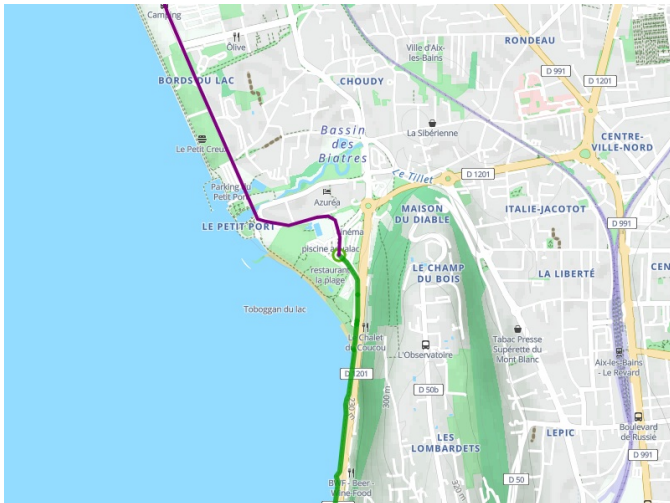 Camping
Olive
BORDS DU LAC
CHOUDY
Ville d'Aix-
les-Bains
RONDEAU
D 991
D 1201
Bassin
des
Biatres
La Sibérienne
CENTRE-
VILLE-NORD
Le Petit Creux
Le Tillet
D 1201
Parking du
Petit Port
Azuréa
LE PETIT PORT
MAISON
DU DIABLE
ITALIE-JACOTOT
D 991
cinéma
piscine aqualac
restaurant
la plage
LE CHAMP
DU BOIS
LA LIBERTÉ
CEN
Toboggan du lac
Le Chalet
du Coucou
L'Observatoire
Tabac Presse
Superette du
Mont Blanc
Aix-les-Bains
- Le Revard
D 1201
D 50b
300 m
Boulevard
de Russie
LES
LOMBARDETS
LEPIC
D 991
BWF - Beer -
Wine-Food
320 m
D 50